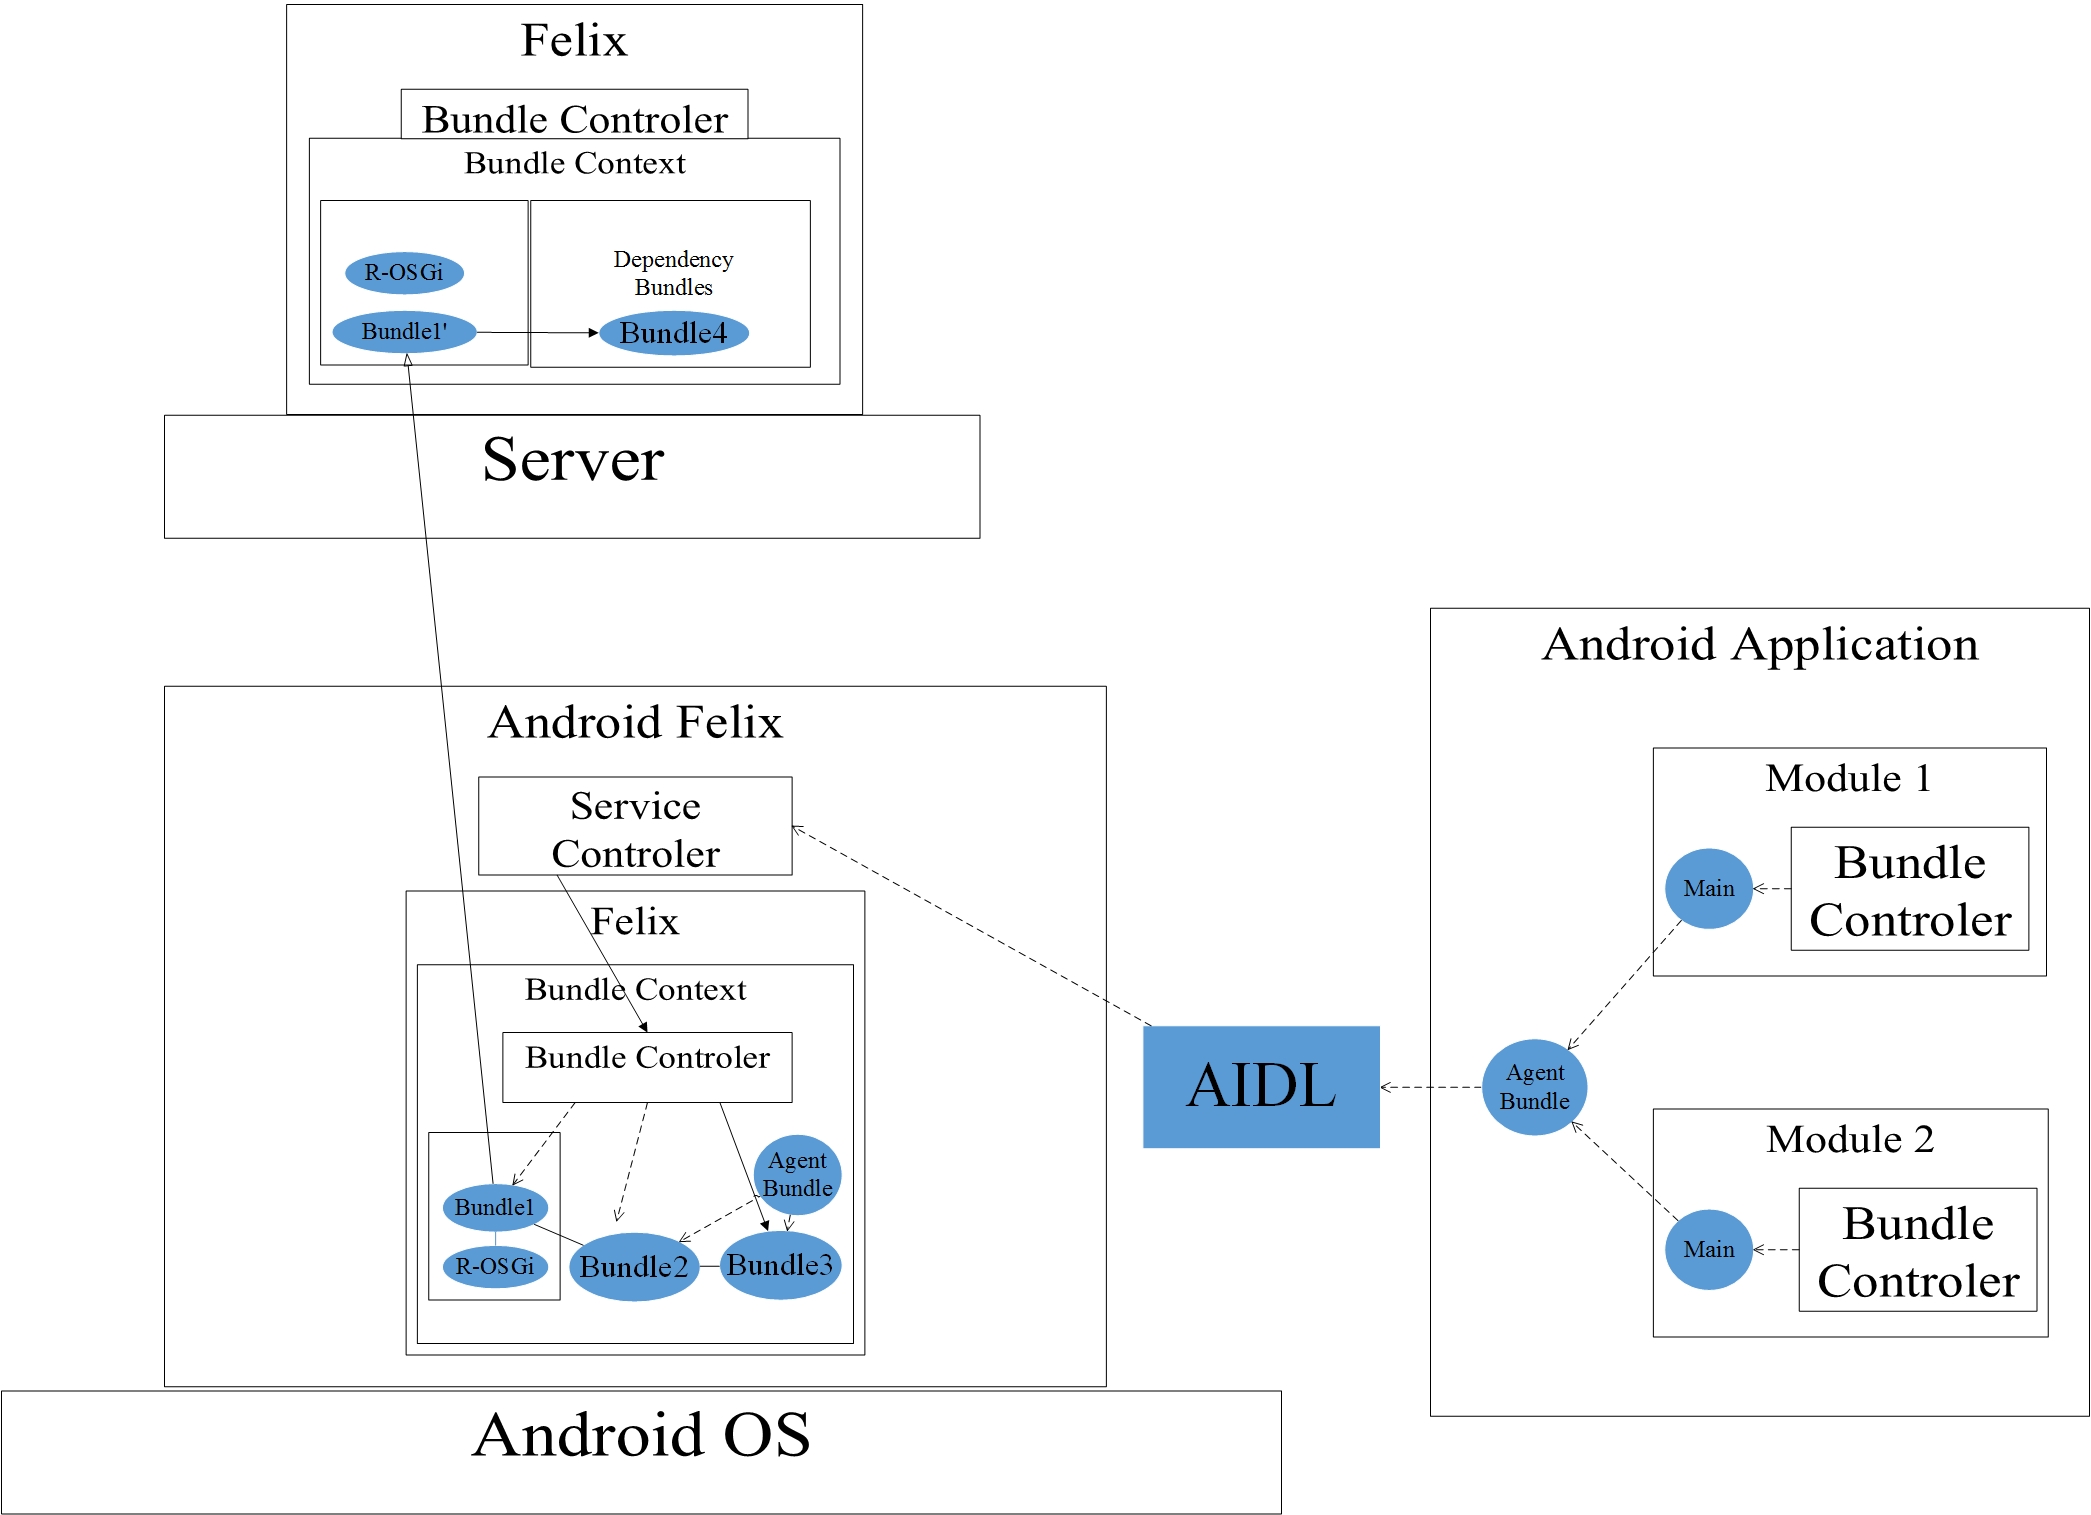 Felix
Bundle Controler
Bundle Context
R-OSGi
Bundle1'
Dependency
Bundles
Bundle4
Server
Android Felix
Service
Controler
Felix
Bundle Context
Bundle Controler
Agent
Bundle
Bundle1
R-OSGi
Bundle2
Bundle3
Android OS
AIDL
Android Application
Module 1
Main
Bundle
Controler
Agent
Bundle
Module 2
Main
Bundle
Controler